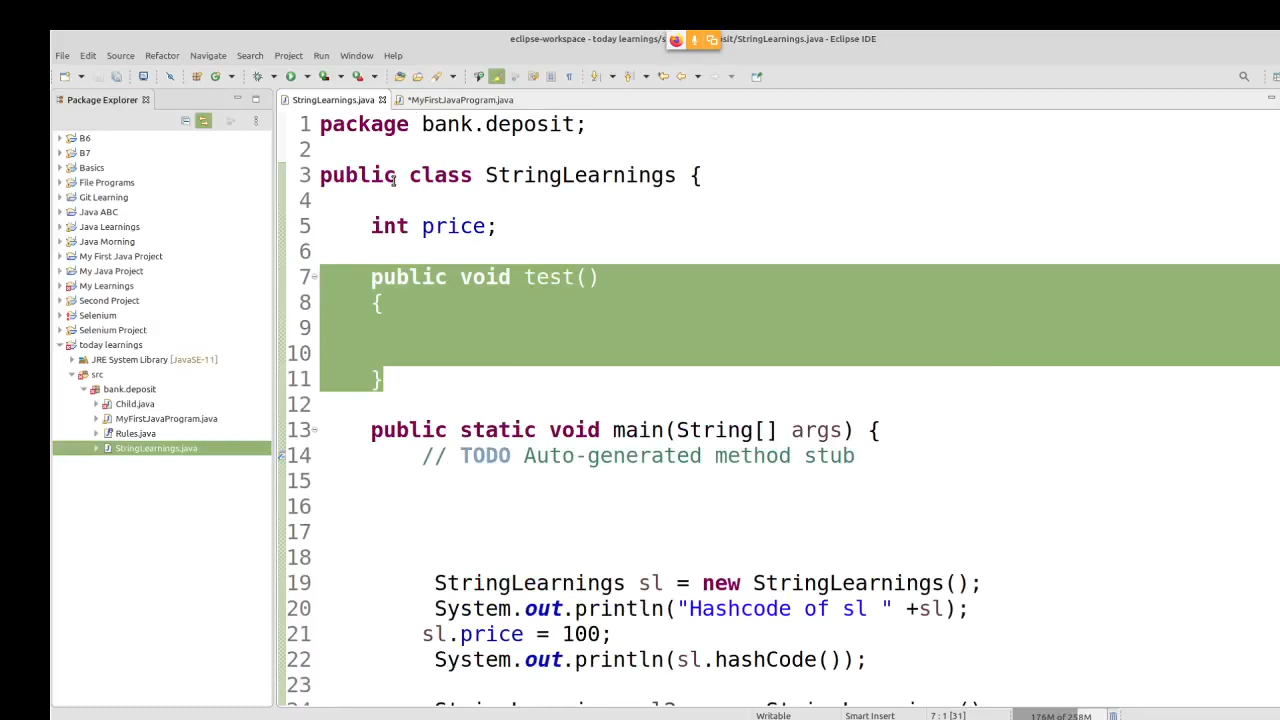 eclipse-workspace - today learnings/s
osit/StringLearnings.java - Eclipse IDE
File Edit Source Refactor Navigate Search Project Run Window Help
Package Explorer
StringLearnings.java
*MyFirstJavaProgram.java
B6
B7
Basics
File Programs
Git Learning
Java ABC
Java Learnings
Java Morning
My First Java Project
My Java Project
My Learnings
Second Project
Selenium
Selenium Project
today learnings
JRE System Library [JavaSE-11]
src
bank.deposit
Child.java
MyFirstJavaProgram.java
Rules.java
StringLearnings.java
1 package bank.deposit;
2
3 public class StringLearnings {
4
5 int price;
6
7 public void test()
8 {
9
10
11 }
12
13 public static void main(String[] args) {
14 // TODO Auto-generated method stub
15
16
17
18
19 StringLearnings sl = new StringLearnings();
20 System.out.println("Hashcode of sl " +sl);
21 sl.price = 100;
22 System.out.println(sl.hashCode());
23
Writable Smart Insert 7 : 1 [31] 176M of 258M